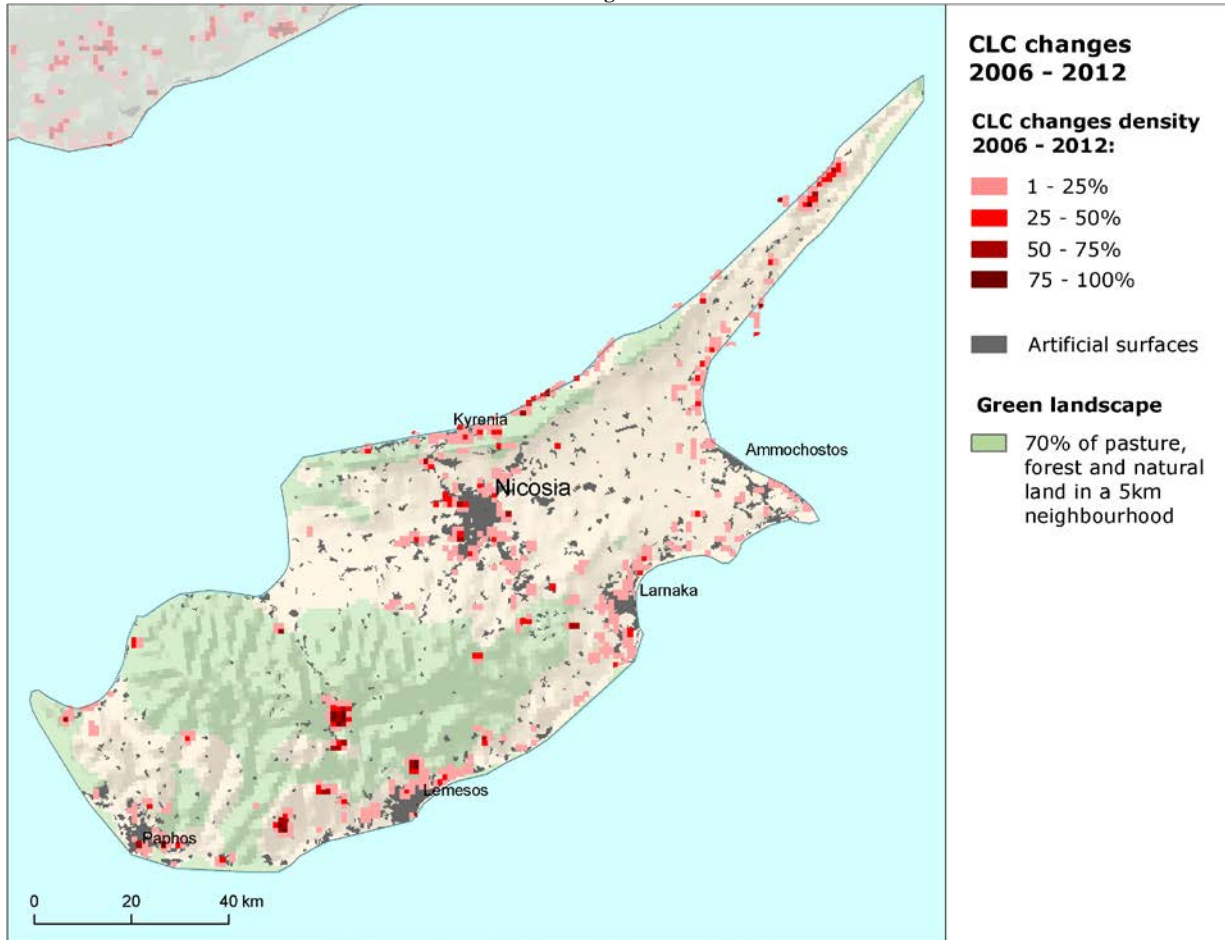 CLC changes
2006 - 2012
CLC changes density
2006 - 2012:
1 - 25%
25 - 50%
50 - 75%
75 - 100%
Artificial surfaces
Green landscape
70% of pasture,
forest and natural
land in a 5km
neighbourhood
Kyrenia
Ammochostos
Nicosia
Larnaka
Lemesos
Paphos
0 20 40 km